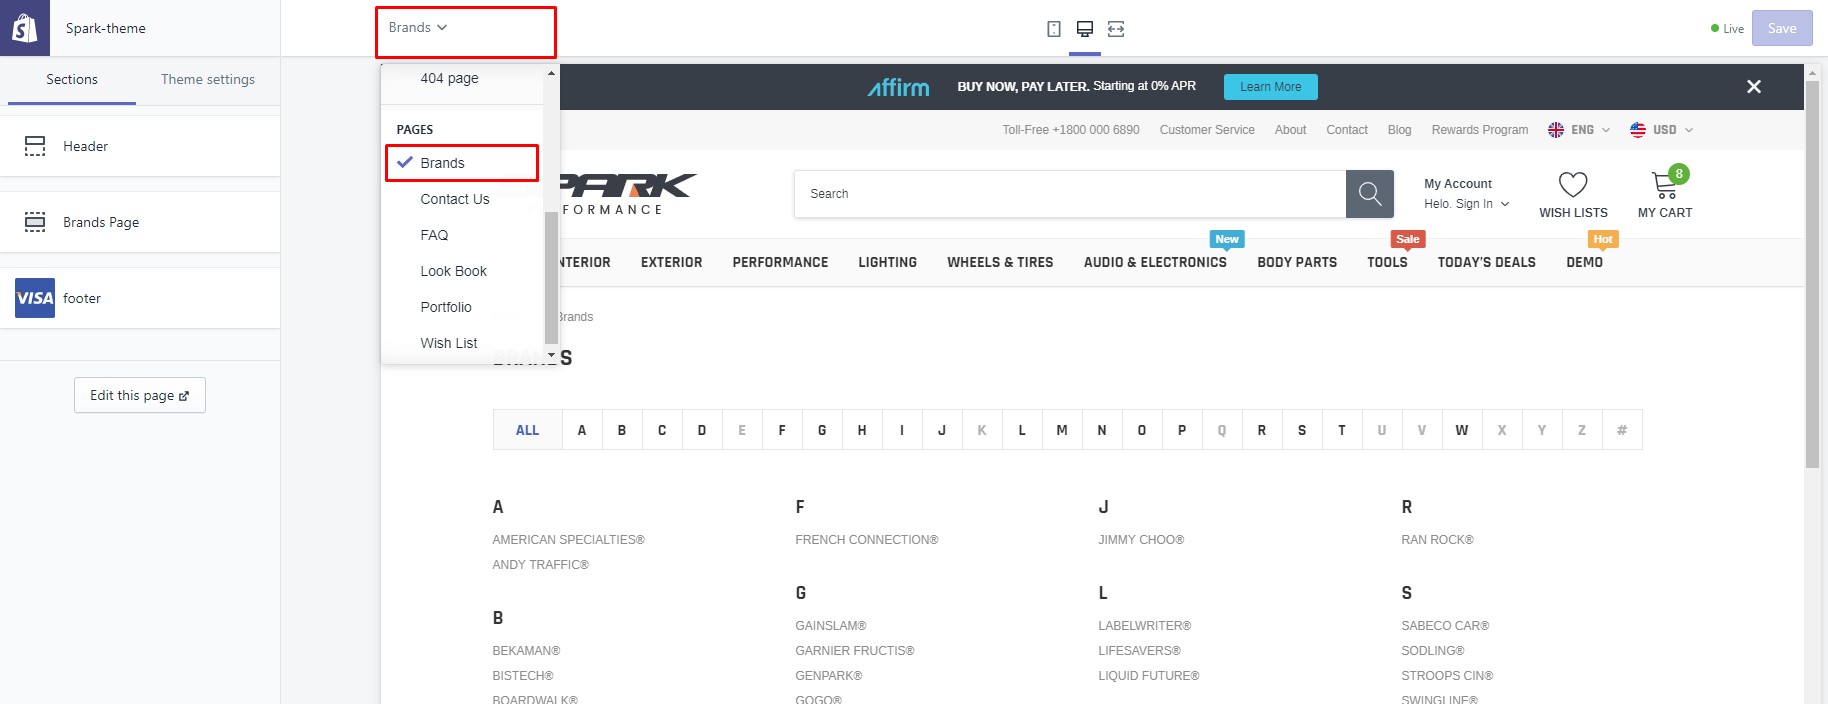 Spark-theme
Brands
Live
Save
Sections
Theme settings
Header
Brands Page
VISA
footer
Edit this page
404 page
PAGES
Brands
Contact Us
FAQ
Look Book
Portfolio
Wish List
affirm BUY NOW, PAY LATER. Starting at 0% APR Learn More
Toll-Free +1800 000 6890 Customer Service About Contact Blog Rewards Program ENG USD
Search
My Account
Helo. Sign In
WISH LISTS
8
MY CART
New
Sale
Hot
EXTERIOR PERFORMANCE LIGHTING WHEELS & TIRES AUDIO & ELECTRONICS BODY PARTS TOOLS TODAY'S DEALS DEMO
ALL A B C D E F G H I J K L M N O P Q R S T U V W X Y Z #
A
AMERICAN SPECIALTIES®
ANDY TRAFFIC®
B
BEKAMAN®
BISTECH®
BOARDWALK®
F
FRENCH CONNECTION®
G
GAINSLAM®
GARNIER FRUCTIS®
GENPARK®
GOGO®
J
JIMMY CHOO®
L
LABELWRITER®
LIFESAVERS®
LIQUID FUTURE®
R
RAN ROCK®
S
SABECO CAR®
SODLING®
STROOPS CIN®
SWINGLINE®